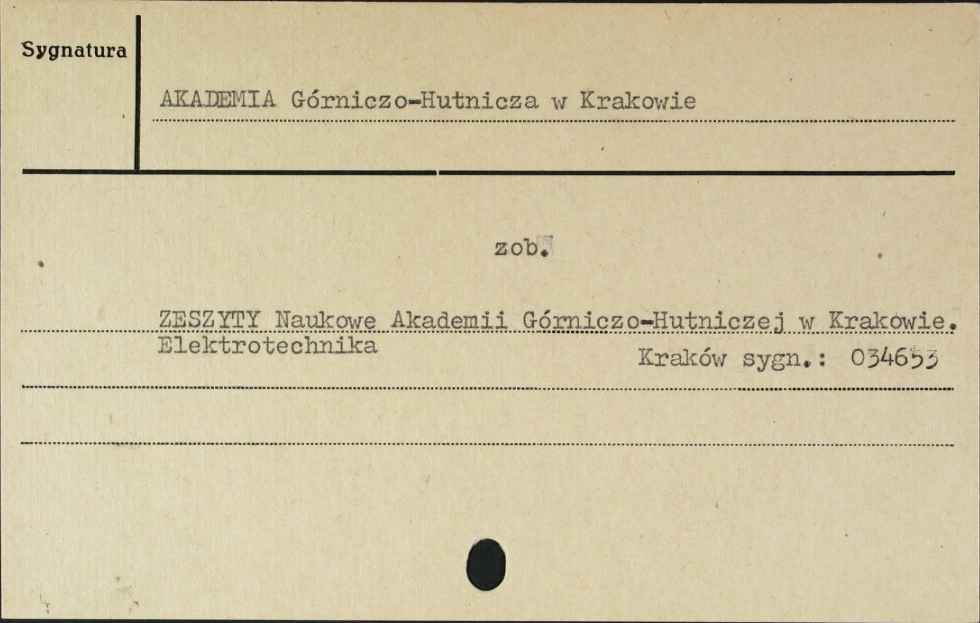 Sygnatura
AKADEMIA Górniczo-Hutnicza w Krakowie
zob.
ZESZYTY Naukowe Akademii Górniczo-Hutniczej w Krakowie.
Elektrotechnika
Kraków sygn.: 034653